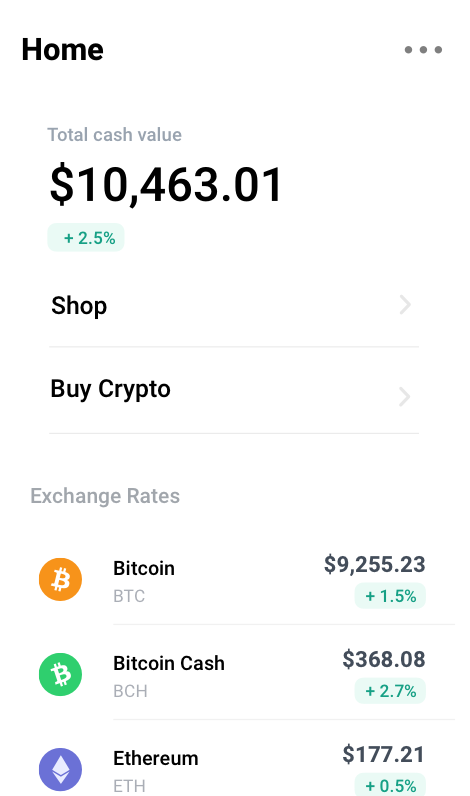 Home
Total cash value
$10,463.01
+ 2.5%
Shop
Buy Crypto
Exchange Rates
Bitcoin
$9,255.23
BTC
+ 1.5%
Bitcoin Cash
$368.08
BCH
+ 2.7%
Ethereum
$177.21
ETH
+ 0.5%